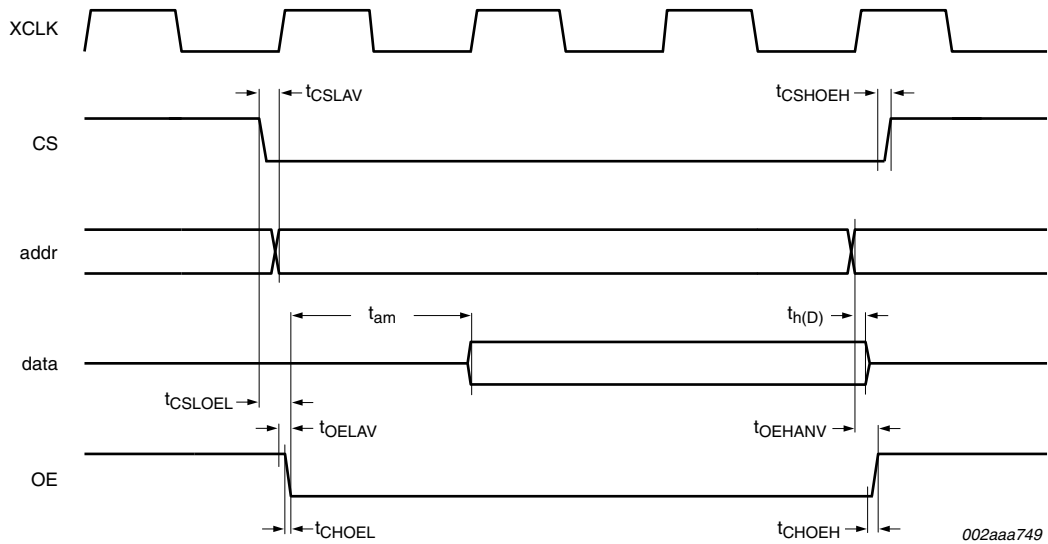 XCLK
tCSLAV
tCSHOEH
CS
addr
tam
th(D)
data
tCSLOEL
tOELAV
tOEHANV
OE
tCHOEL
tCHOEH
002aaa749